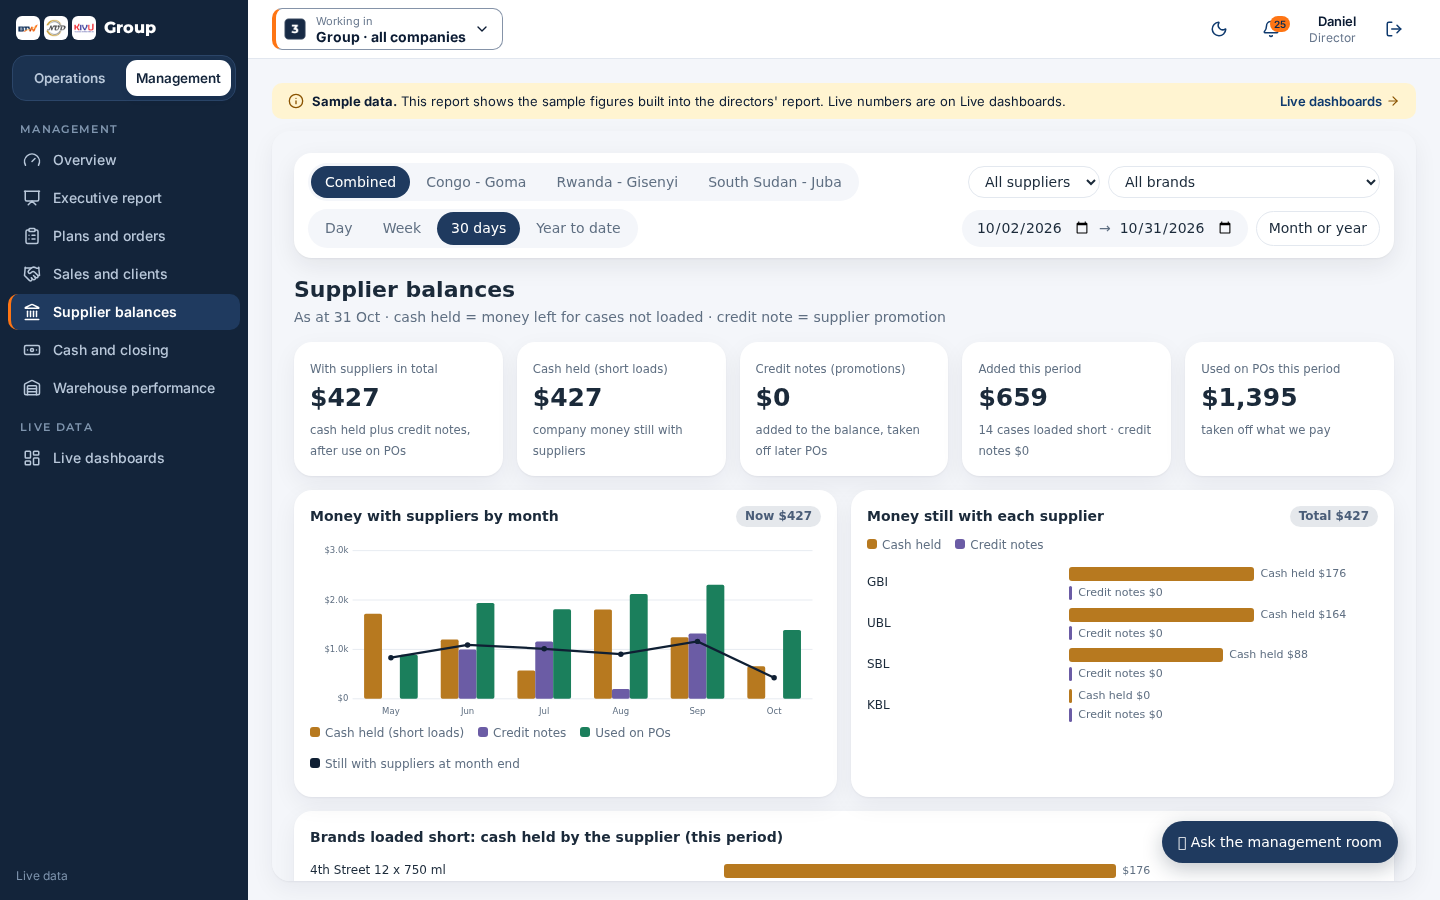 BTW NUD KIVU Group
Operations Management
MANAGEMENT
Overview
Executive report
Plans and orders
Sales and clients
Supplier balances
Cash and closing
Warehouse performance
LIVE DATA
Live dashboards
Live data
3 Working in
Group · all companies
25
Daniel
Director
Sample data. This report shows the sample figures built into the directors' report. Live numbers are on Live dashboards.
Live dashboards →
Combined Congo - Goma Rwanda - Gisenyi South Sudan - Juba
All suppliers All brands
Day Week 30 days Year to date
10/02/2026 → 10/31/2026 Month or year
Supplier balances
As at 31 Oct · cash held = money left for cases not loaded · credit note = supplier promotion
With suppliers in total
$427
cash held plus credit notes,
after use on POs
Cash held (short loads)
$427
company money still with
suppliers
Credit notes (promotions)
$0
added to the balance, taken
off later POs
Added this period
$659
14 cases loaded short · credit
notes $0
Used on POs this period
$1,395
taken off what we pay
Money with suppliers by month
Now $427
$3.0k
$2.0k
$1.0k
$0
May Jun Jul Aug Sep Oct
Cash held (short loads) Credit notes Used on POs
Still with suppliers at month end
Money still with each supplier
Total $427
Cash held Credit notes
GBI
Cash held $176
Credit notes $0
UBL
Cash held $164
Credit notes $0
SBL
Cash held $88
Credit notes $0
KBL
Cash held $0
Credit notes $0
Brands loaded short: cash held by the supplier (this period)
4th Street 12 x 750 ml
$176
Ask the management room